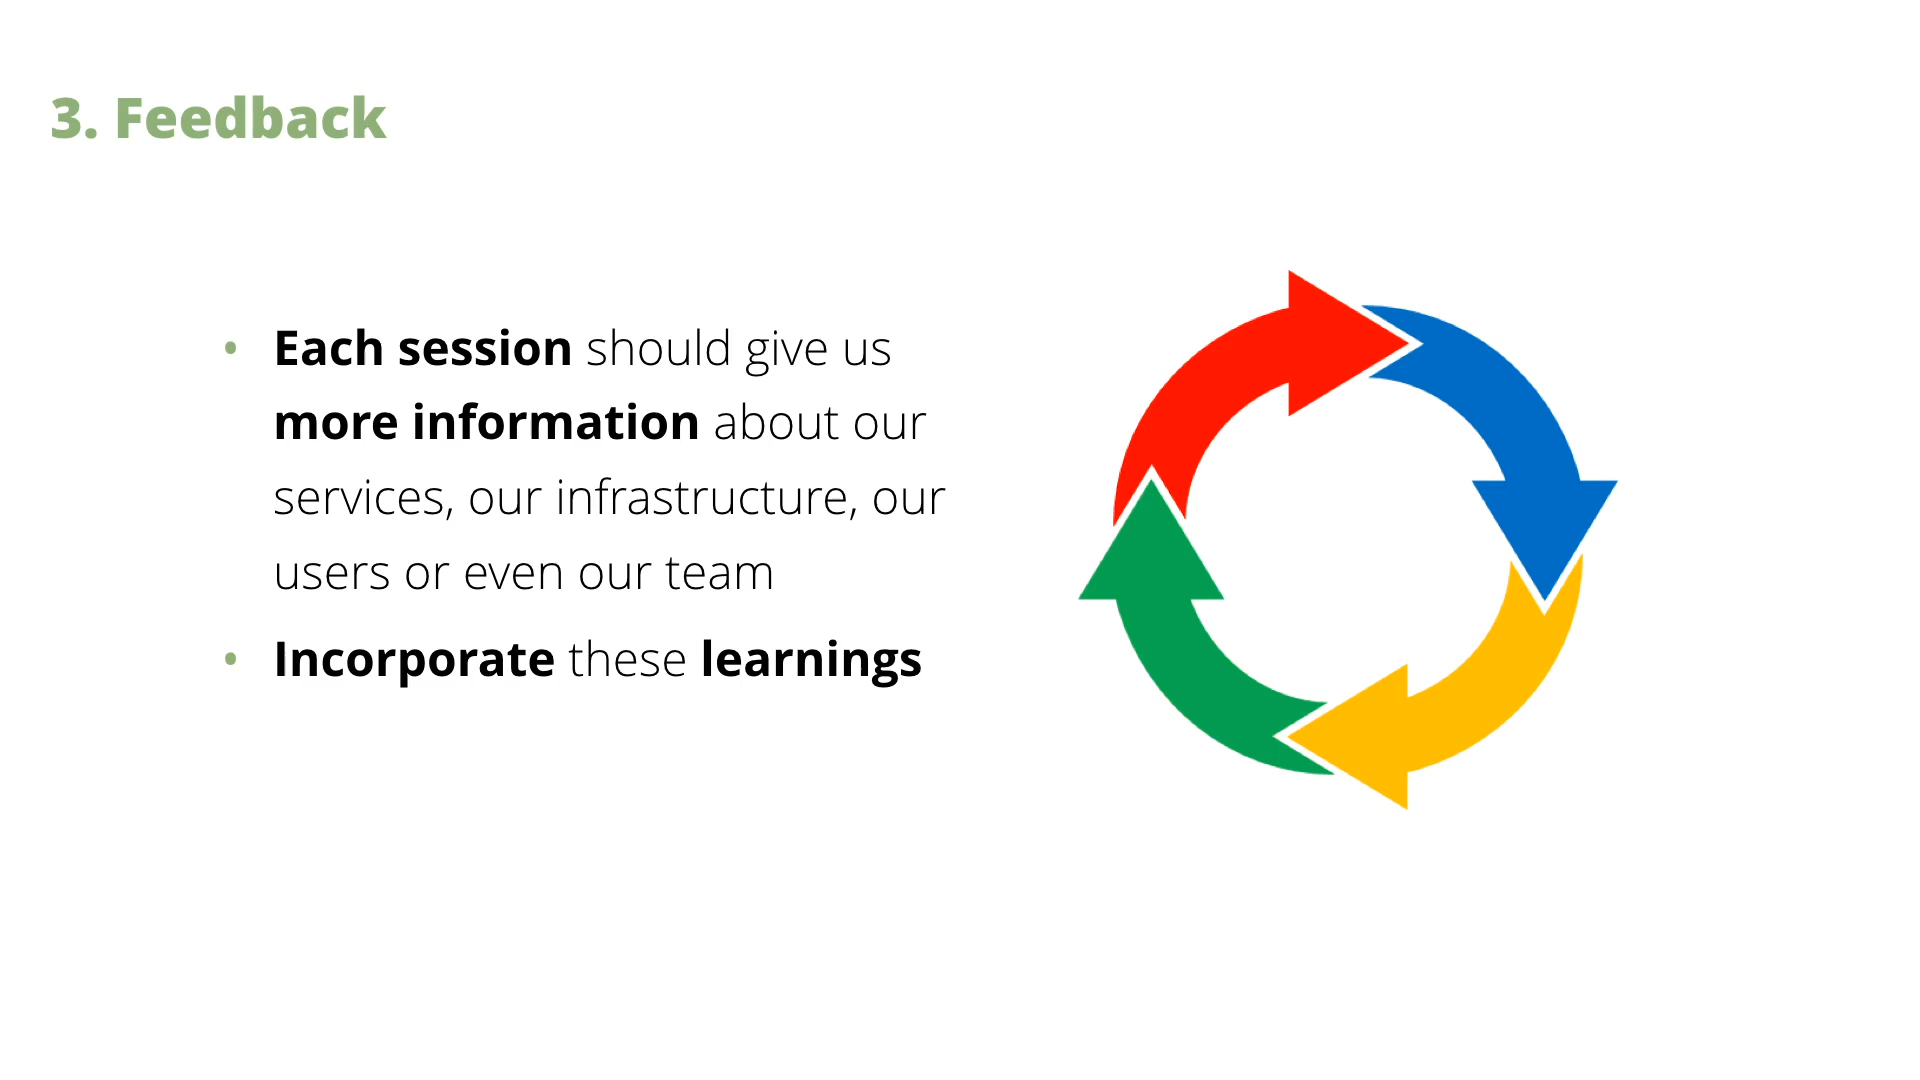 3. Feedback
• Each session should give us
more information about our
services, our infrastructure, our
users or even our team
• Incorporate these learnings